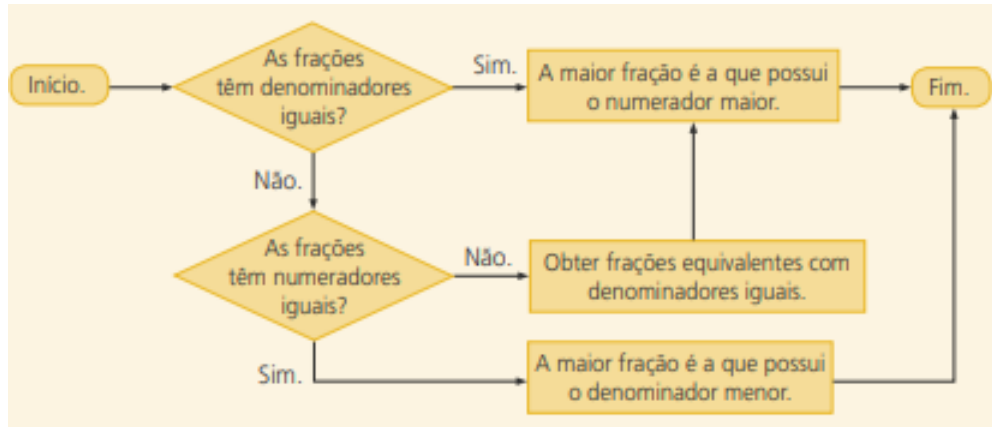 Início.
As frações
têm denominadores
iguais?
Sim.
A maior fração é a que possui
o numerador maior.
Fim.
Não.
As frações
têm numeradores
iguais?
Não.
Obter frações equivalentes com
denominadores iguais.
Sim.
A maior fração é a que possui
o denominador menor.